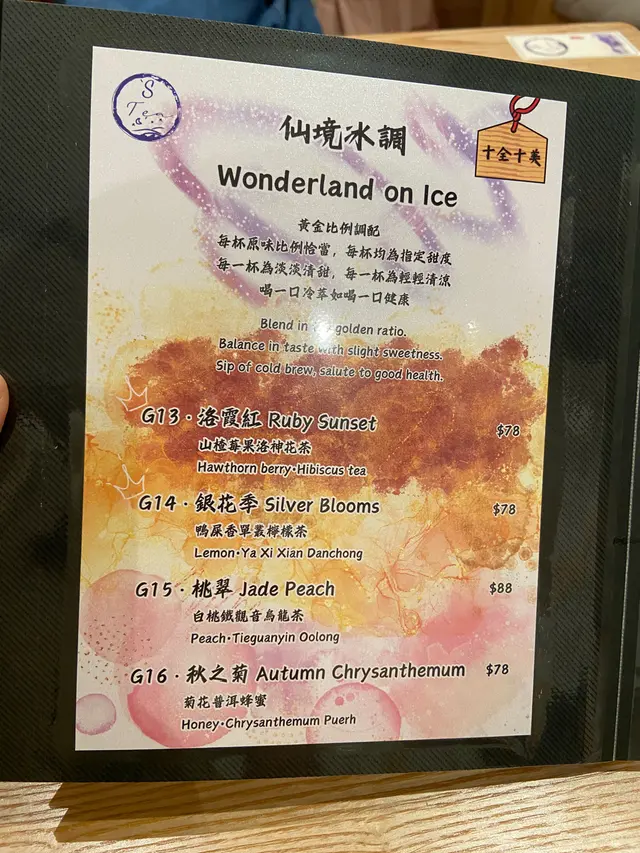 'S
Tea
仙境冰調
十全十美
Wonderland on Ice
黃金比例調配
每杯原味比例恰當，每杯均為指定甜度
每一杯為淡淡清甜，每一杯為輕輕清涼
喝一口冷萃如喝一口健康
Blend in the golden ratio.
Balance in taste with slight sweetness.
Sip of cold brew, salute to good health.
G13・洛霞紅 Ruby Sunset $78
山楂莓果洛神花茶
Hawthorn berry・Hibiscus tea
G14・銀花季 Silver Blooms $78
鴨屎香單叢檸檬茶
Lemon・Ya Xi Xian Danchong
G15・桃翠 Jade Peach $88
白桃鐵觀音烏龍茶
Peach・Tieguanyin Oolong
G16・秋之菊 Autumn Chrysanthemum $78
菊花普洱蜂蜜
Honey・Chrysanthemum Puerh